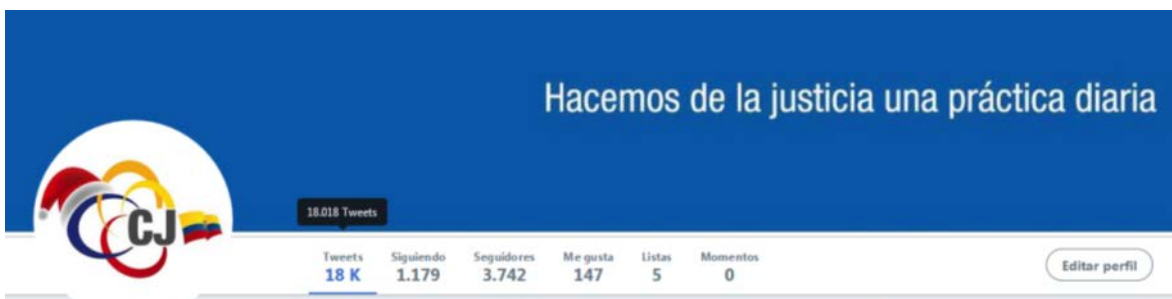 Hacemos de la justicia una práctica diaria
CJ
18.018 Tweets
Tweets Siguiendo Seguidores Me gusta Listas Momentos
18 K 1.179 3.742 147 5 0
Editar perfil